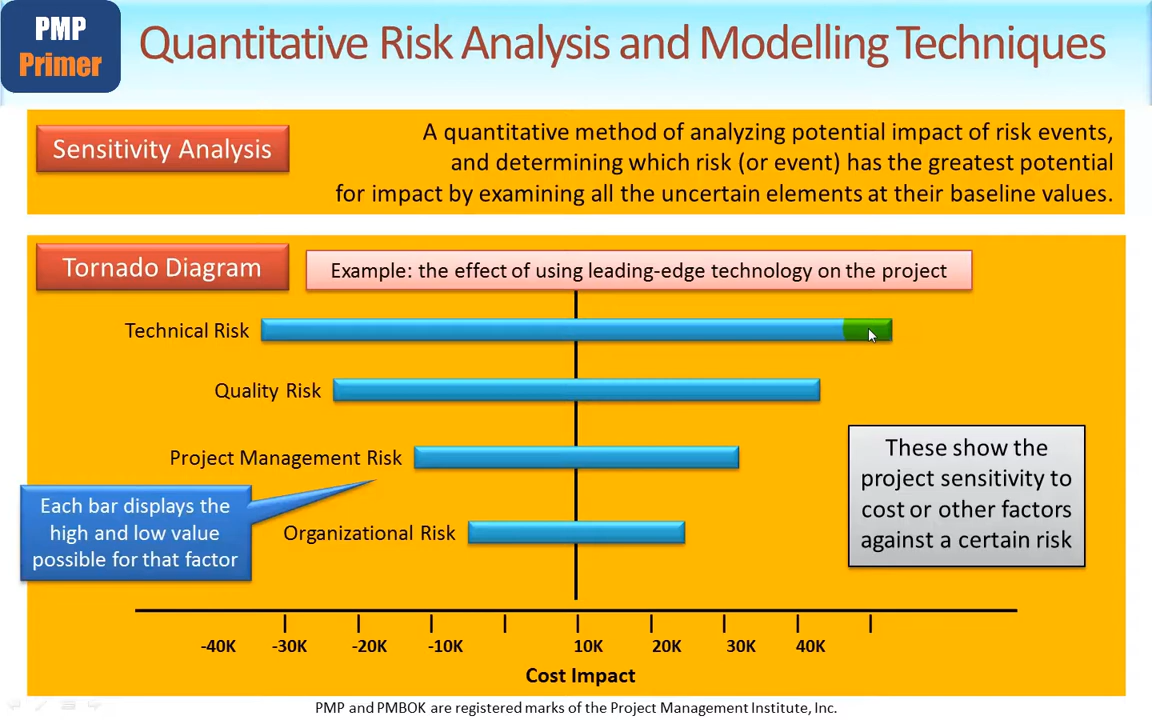 PMP
Primer
Quantitative Risk Analysis and Modelling Techniques
Sensitivity Analysis
A quantitative method of analyzing potential impact of risk events,
and determining which risk (or event) has the greatest potential
for impact by examining all the uncertain elements at their baseline values.
Tornado Diagram
Example: the effect of using leading-edge technology on the project
Technical Risk
Quality Risk
Project Management Risk
Organizational Risk
Each bar displays the
high and low value
possible for that factor
These show the
project sensitivity to
cost or other factors
against a certain risk
-40K -30K -20K -10K 10K 20K 30K 40K
Cost Impact
PMP and PMBOK are registered marks of the Project Management Institute, Inc.